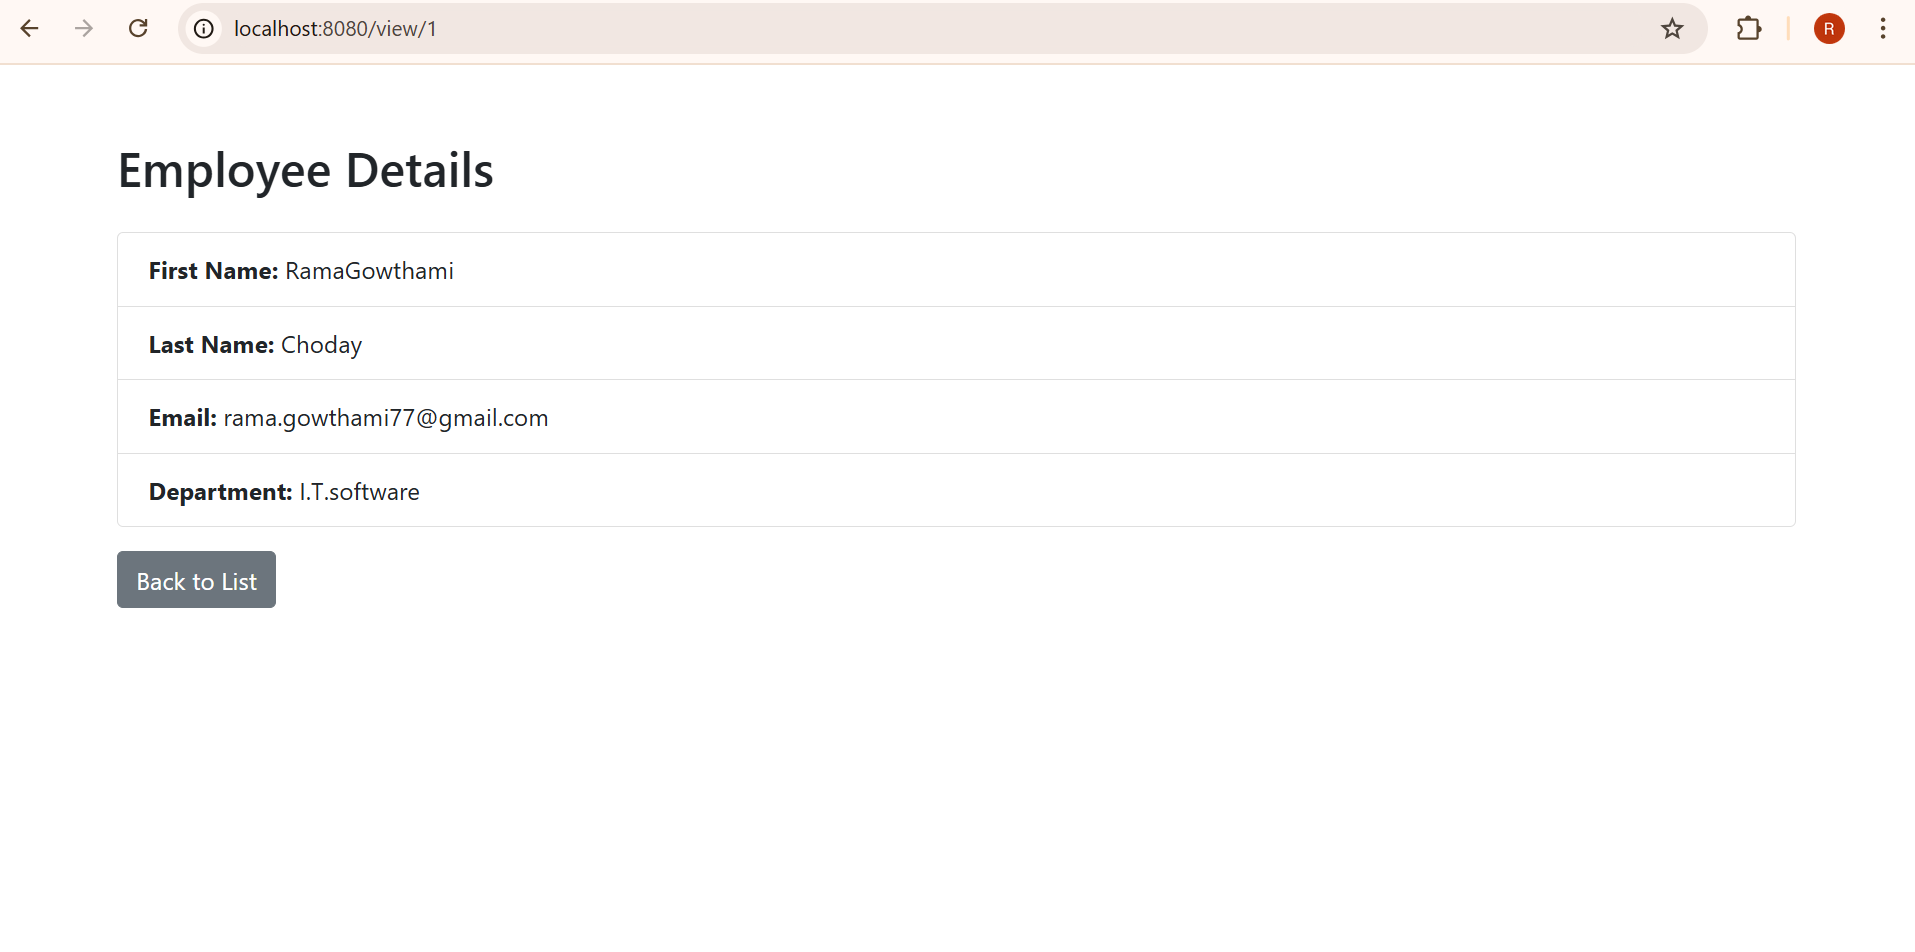 localhost:8080/view/1
R
Employee Details
First Name: RamaGowthami
Last Name: Choday
Email: rama.gowthami77@gmail.com
Department: I.T.software
Back to List